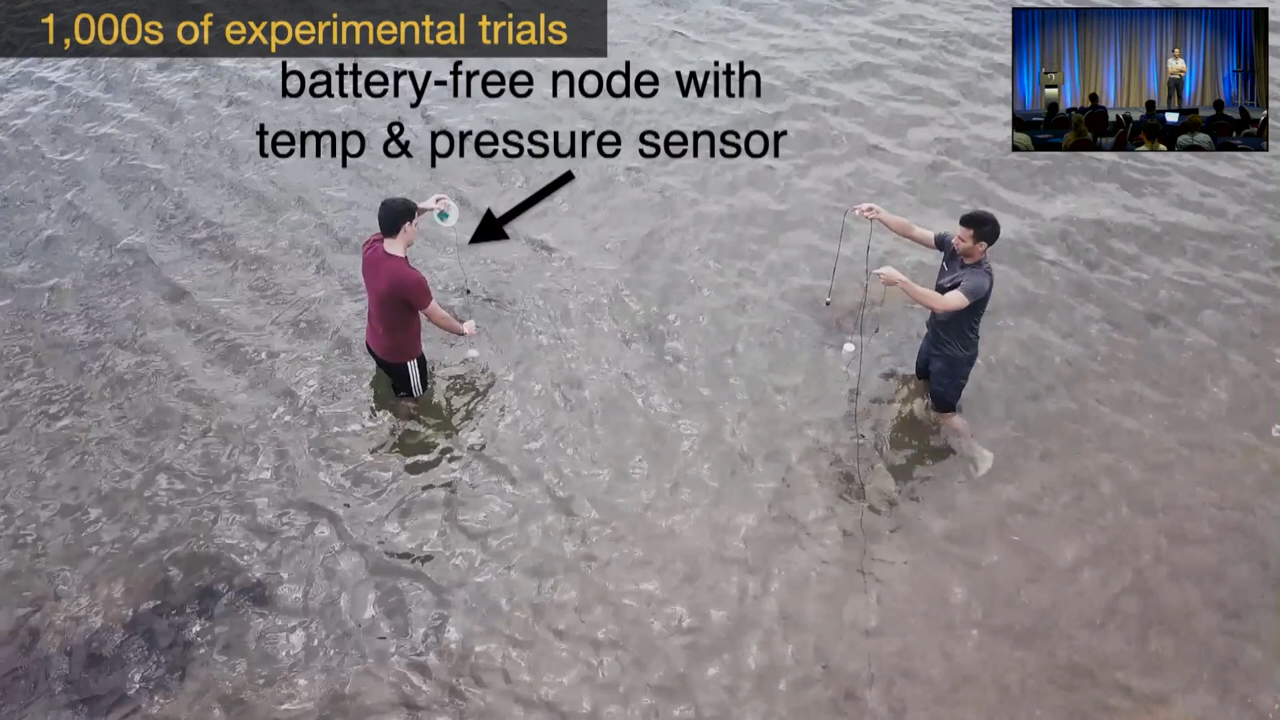 1,000s of experimental trials
battery-free node with
temp & pressure sensor